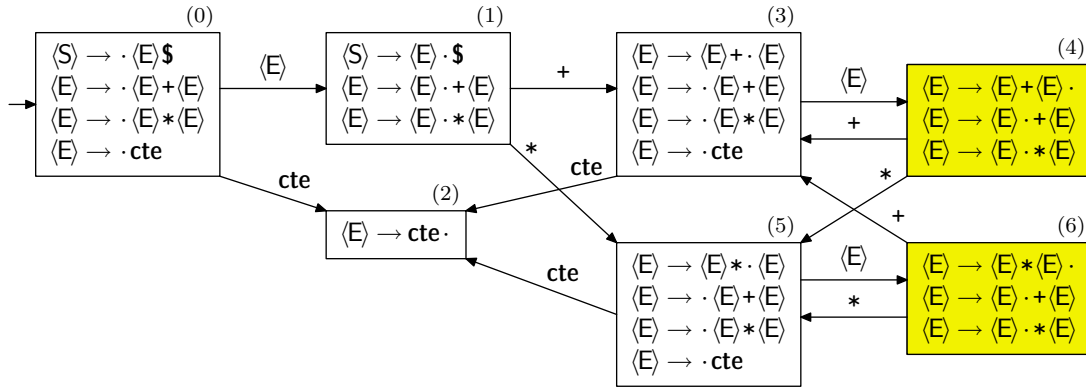 (0)
⟨S⟩ → · ⟨E⟩$
⟨E⟩ → · ⟨E⟩+⟨E⟩
⟨E⟩ → · ⟨E⟩*⟨E⟩
⟨E⟩ → · cte
⟨E⟩
cte
(1)
⟨S⟩ → ⟨E⟩ · $
⟨E⟩ → ⟨E⟩ · +⟨E⟩
⟨E⟩ → ⟨E⟩ · *⟨E⟩
+
*
(2)
⟨E⟩ → cte ·
(3)
⟨E⟩ → ⟨E⟩+ · ⟨E⟩
⟨E⟩ → · ⟨E⟩+⟨E⟩
⟨E⟩ → · ⟨E⟩*⟨E⟩
⟨E⟩ → · cte
cte
⟨E⟩
+
(4)
⟨E⟩ → ⟨E⟩+⟨E⟩ ·
⟨E⟩ → ⟨E⟩ · +⟨E⟩
⟨E⟩ → ⟨E⟩ · *⟨E⟩
*
+
(5)
⟨E⟩ → ⟨E⟩* · ⟨E⟩
⟨E⟩ → · ⟨E⟩+⟨E⟩
⟨E⟩ → · ⟨E⟩*⟨E⟩
⟨E⟩ → · cte
cte
⟨E⟩
*
(6)
⟨E⟩ → ⟨E⟩*⟨E⟩ ·
⟨E⟩ → ⟨E⟩ · +⟨E⟩
⟨E⟩ → ⟨E⟩ · *⟨E⟩